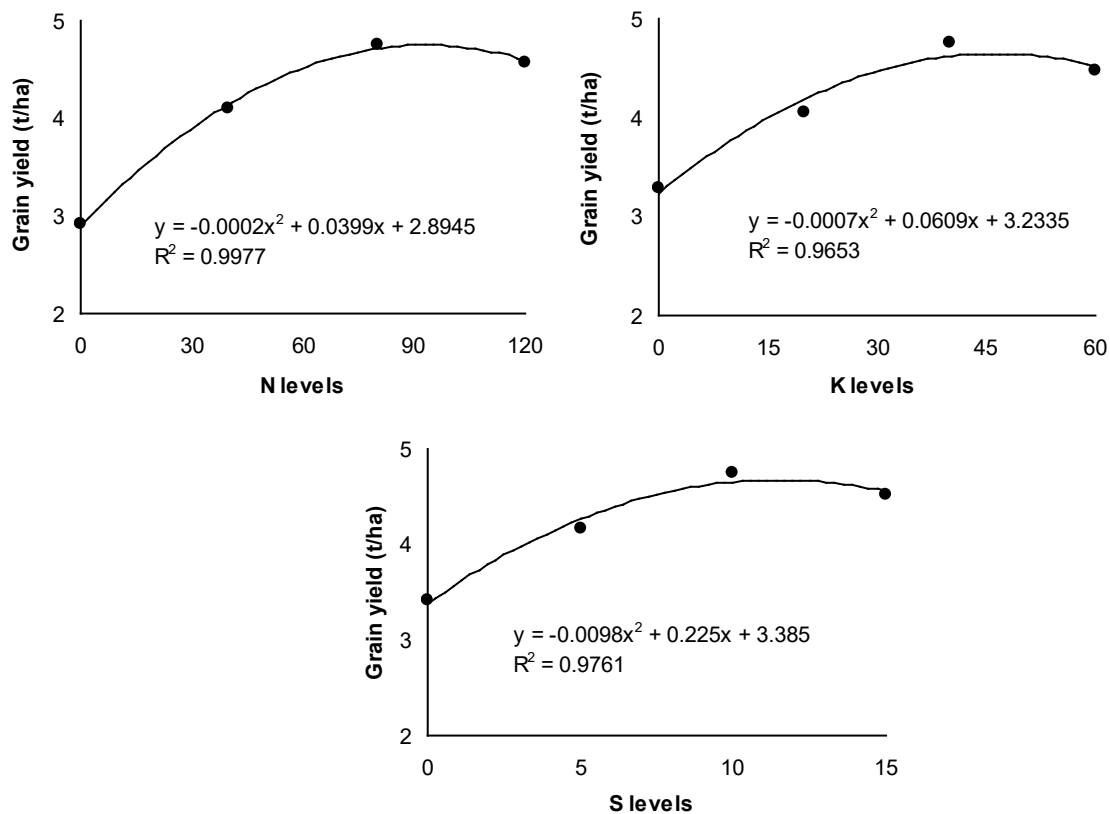 5
4
3
2
Grain yield (t/ha)
y = -0.0002x² + 0.0399x + 2.8945
R² = 0.9977
0 30 60 90 120
N levels
5
4
3
2
Grain yield (t/ha)
y = -0.0007x² + 0.0609x + 3.2335
R² = 0.9653
0 15 30 45 60
K levels
5
4
3
2
Grain yield (t/ha)
y = -0.0098x² + 0.225x + 3.385
R² = 0.9761
0 5 10 15
S levels